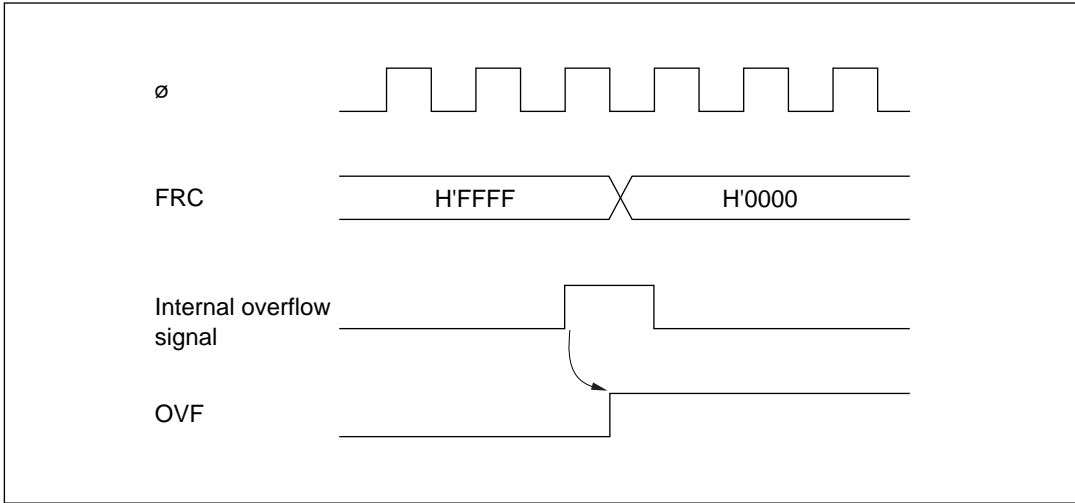 ø
FRC
H'FFFF
H'0000
Internal overflow
signal
OVF